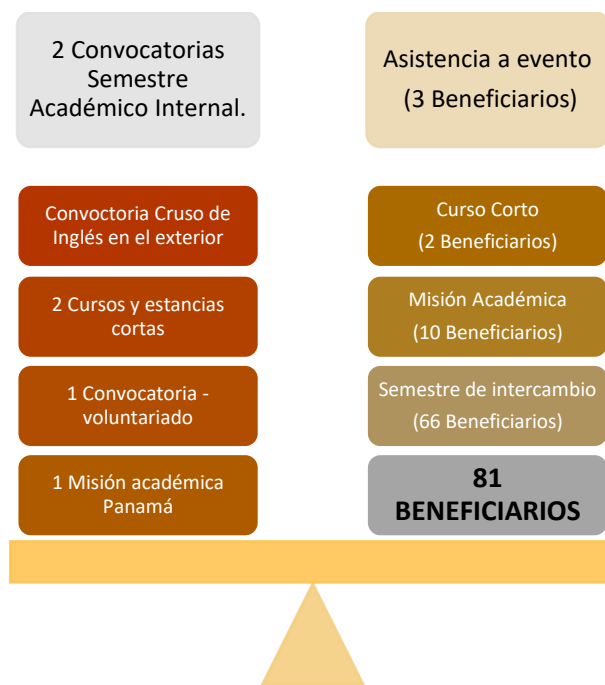 2 Convocatorias
Semestre
Académico Internal.
Convoctoria Cruso de
Inglés en el exterior
2 Cursos y estancias
cortas
1 Convocatoria -
voluntariado
1 Misión académica
Panamá
Asistencia a evento
(3 Beneficiarios)
Curso Corto
(2 Beneficiarios)
Misión Académica
(10 Beneficiarios)
Semestre de intercambio
(66 Beneficiarios)
81
BENEFICIARIOS